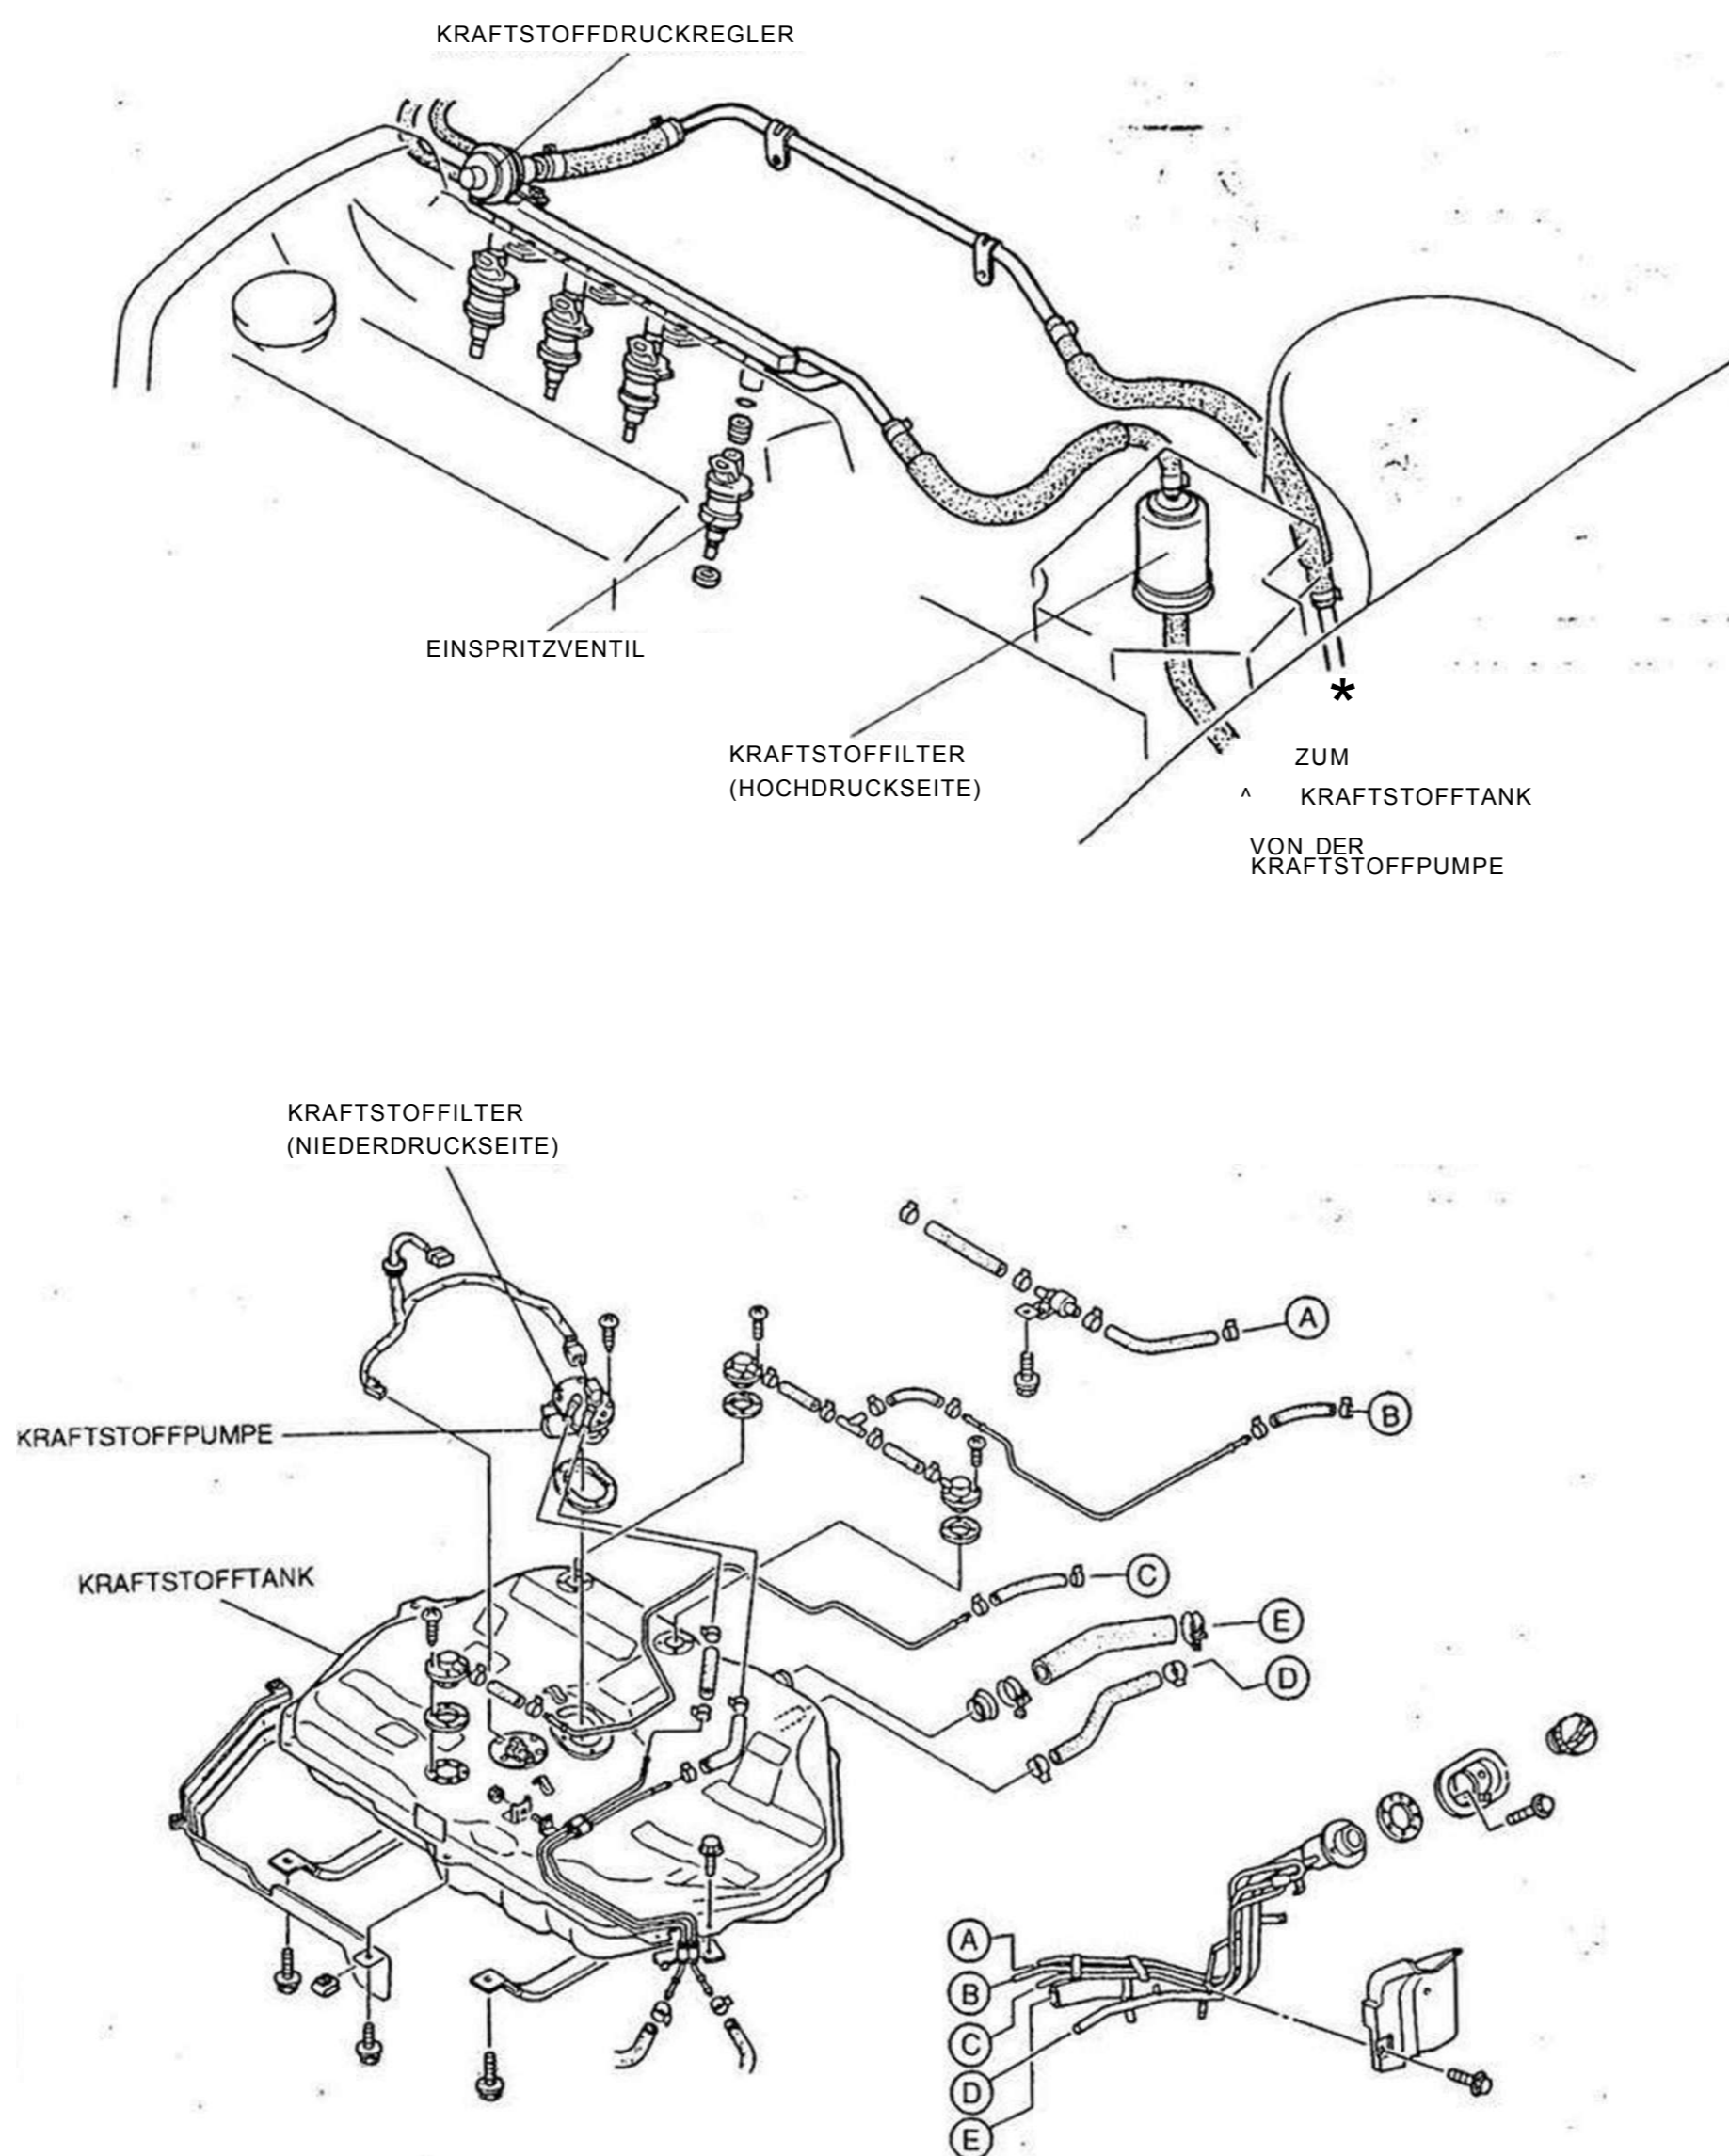 KRAFTSTOFFDRUCKREGLER
EINSPRITZVENTIL
KRAFTSTOFFILTER
(HOCHDRUCKSEITE)
*
ZUM
^ KRAFTSTOFFTANK
VON DER
KRAFTSTOFFPUMPE
KRAFTSTOFFILTER
(NIEDERDRUCKSEITE)
A
B
KRAFTSTOFFPUMPE
KRAFTSTOFFTANK
C
E
D
A
B
C
D
E